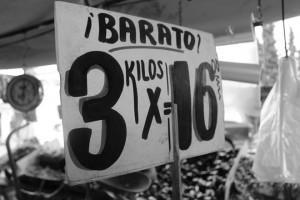 ¡BARATO!
3 KILOS X = 16